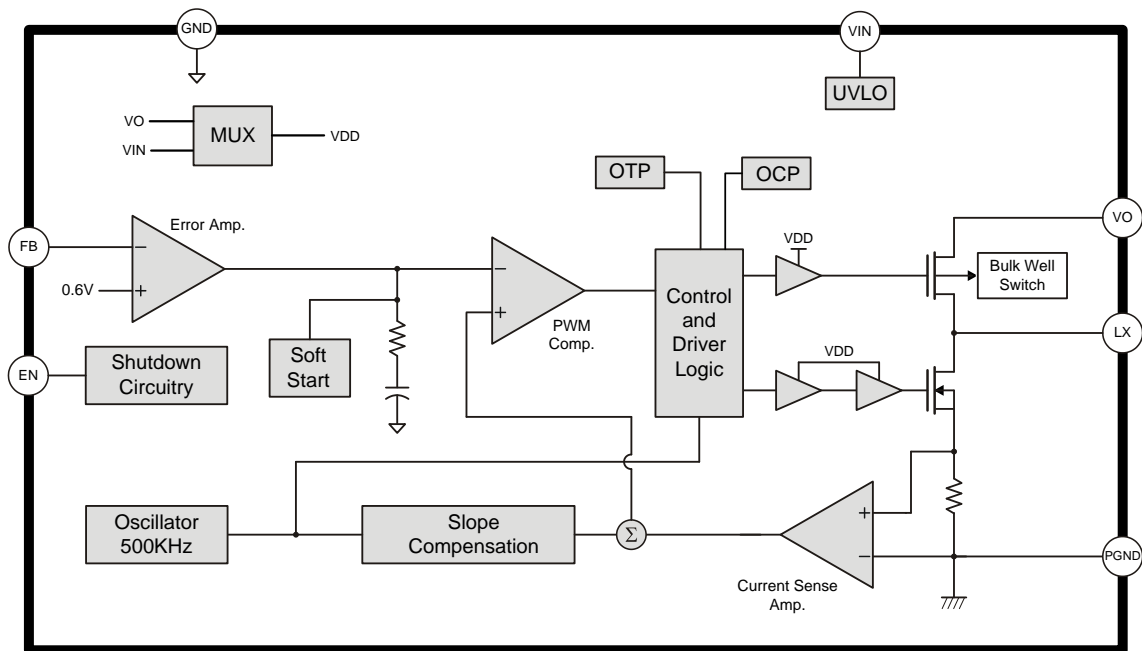 GND
VIN
UVLO
VO
VIN
MUX
VDD
OTP
OCP
VO
Error Amp.
FB
0.6V
VDD
Bulk Well
Switch
Control
and
Driver
Logic
PWM
Comp.
LX
EN
Shutdown
Circuitry
Soft
Start
VDD
Oscillator
500KHz
Slope
Compensation
Σ
Current Sense
Amp.
PGND